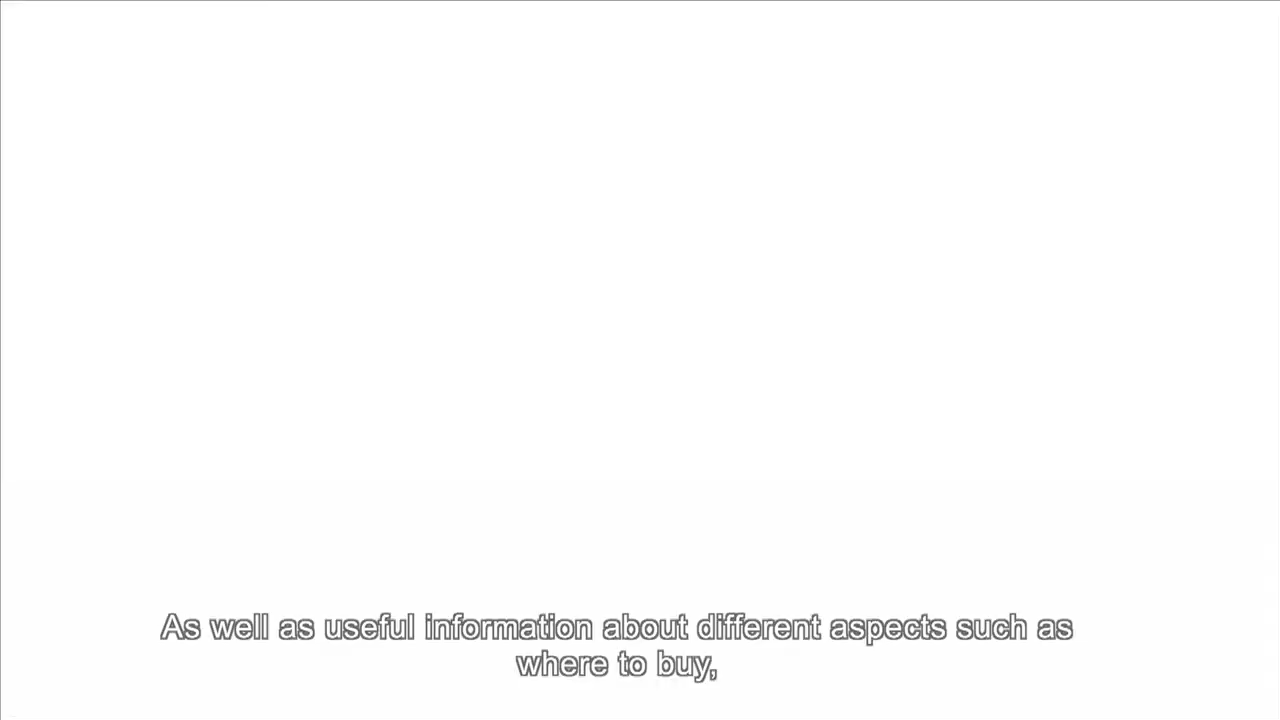 As well as useful information about different aspects such as
where to buy,